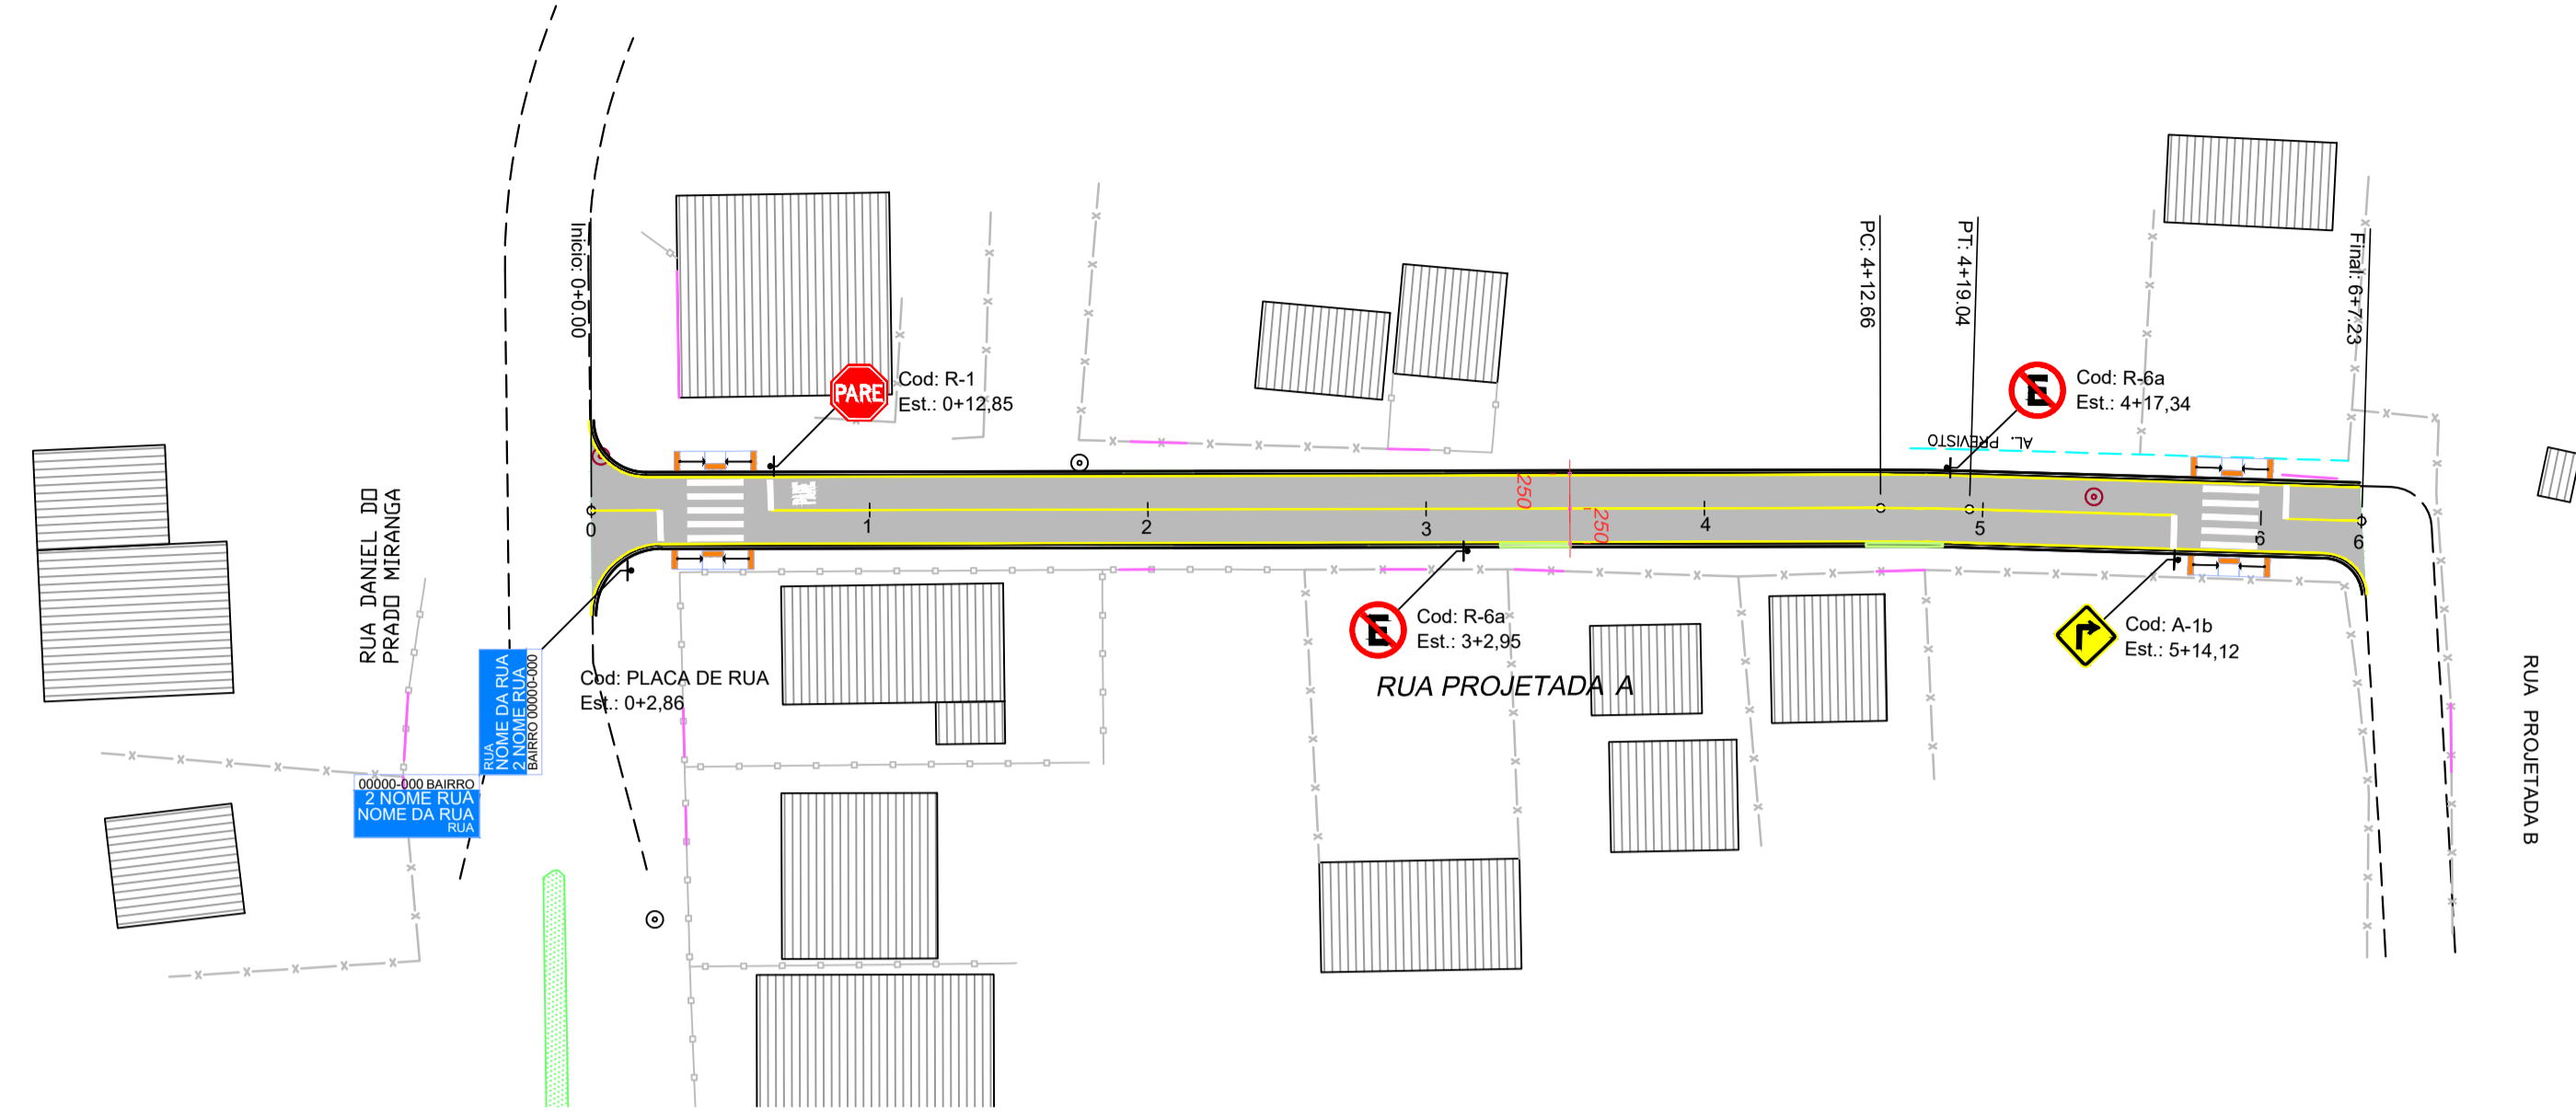 Inicio: 0+0.00
PC: 4+12.66
PT: 4+19.04
Final: 6+7.23
PARE
Cod: R-1
Est.: 0+12,85
E
Cod: R-6a
Est.: 4+17,34
AL. PREVISTO
PARE
PARE
0
1
2
3
4
5
6
6
250
250
RUA DANIEL DO
PRADO MIRANGA
E
Cod: R-6a
Est.: 3+2,95
Cod: A-1b
Est.: 5+14,12
RUA PROJETADA A
RUA PROJETADA B
Cod: PLACA DE RUA
Est.: 0+2,86
RUA
NOME DA RUA
2 NOME RUA
BAIRRO 00000-000
00000-000 BAIRRO
2 NOME RUA
NOME DA RUA
RUA